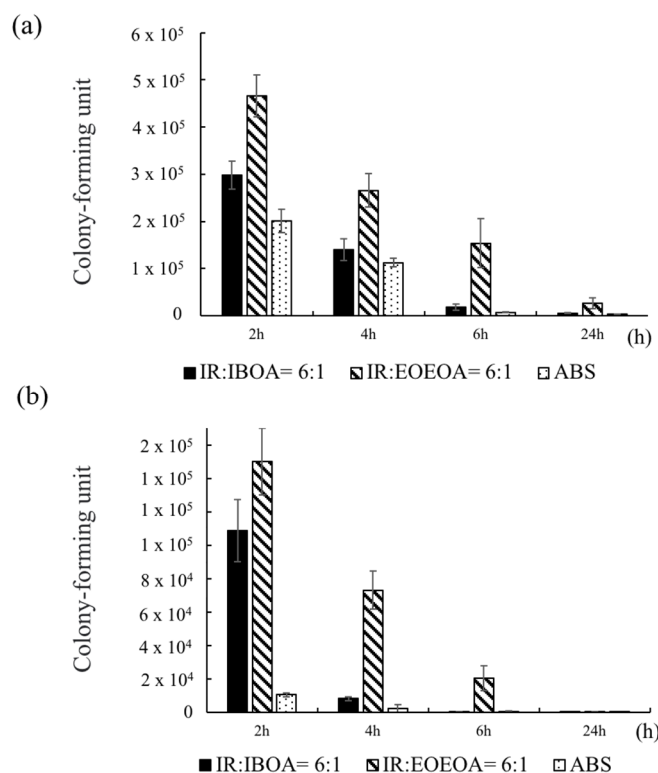 (a)
Colony-forming unit
6 x 10⁵
5 x 10⁵
4 x 10⁵
3 x 10⁵
2 x 10⁵
1 x 10⁵
0
2h 4h 6h 24h (h)
IR:IBOA= 6:1 IR:EOEOA= 6:1 ABS
(b)
Colony-forming unit
2 x 10⁵
1 x 10⁵
1 x 10⁵
1 x 10⁵
8 x 10⁴
6 x 10⁴
4 x 10⁴
2 x 10⁴
0
2h 4h 6h 24h (h)
IR:IBOA= 6:1 IR:EOEOA= 6:1 ABS